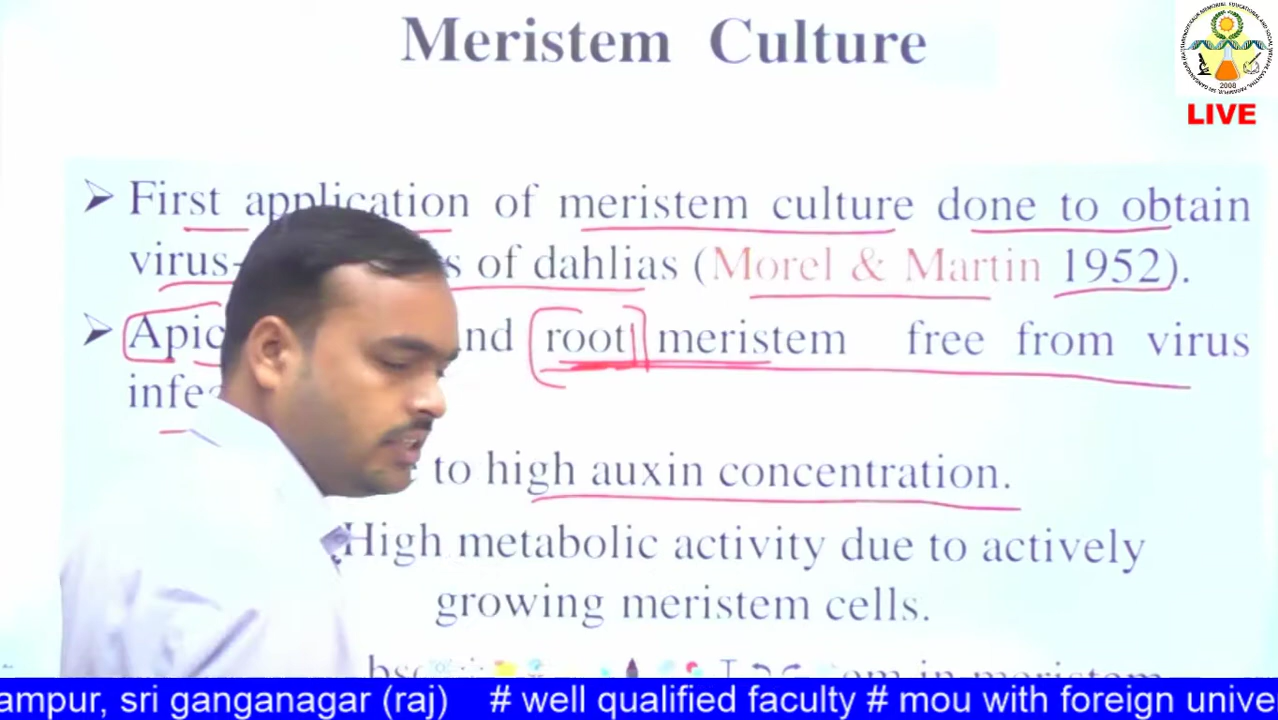 Meristem Culture
2008
LIVE
➢ First application of meristem culture done to obtain
virus- s of dahlias (Morel & Martin 1952).
➢ Apic nd root meristem free from virus
infe
to high auxin concentration.
High metabolic activity due to actively
growing meristem cells.
ampur, sri ganganagar (raj) # well qualified faculty # mou with foreign unive